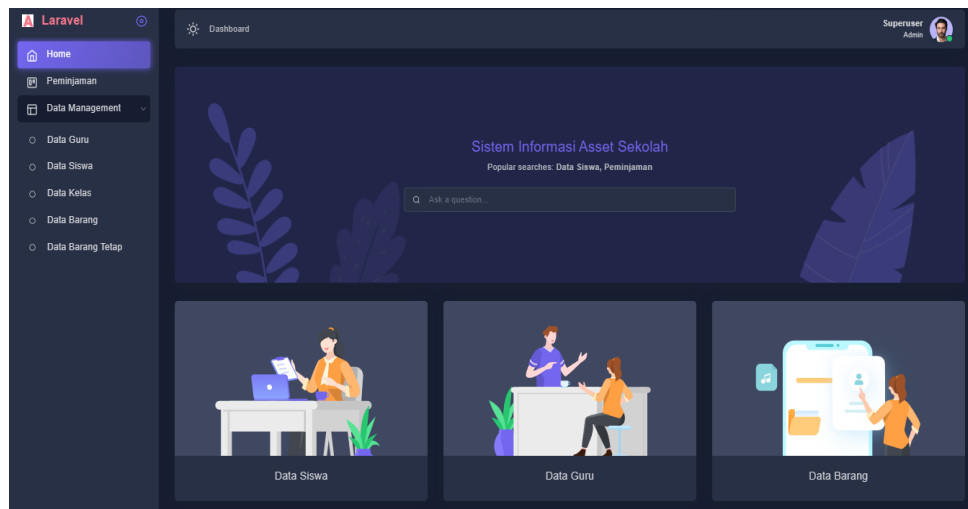 Laravel
Home
Peminjaman
Data Management
Data Guru
Data Siswa
Data Kelas
Data Barang
Data Barang Tetap
Dashboard
Superuser
Admin
Sistem Informasi Asset Sekolah
Popular searches: Data Siswa, Peminjaman
Ask a question...
Data Siswa
Data Guru
Data Barang